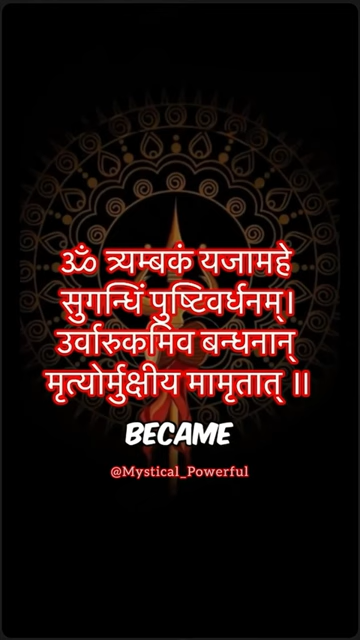 ॐ त्र्यम्बकं यजामहे
सुगन्धिं पुष्टिवर्धनम्।
उर्वारुकमिव बन्धनान्
मृत्योर्मुक्षीय मामृतात् ॥
BECAME
@Mystical_Powerful